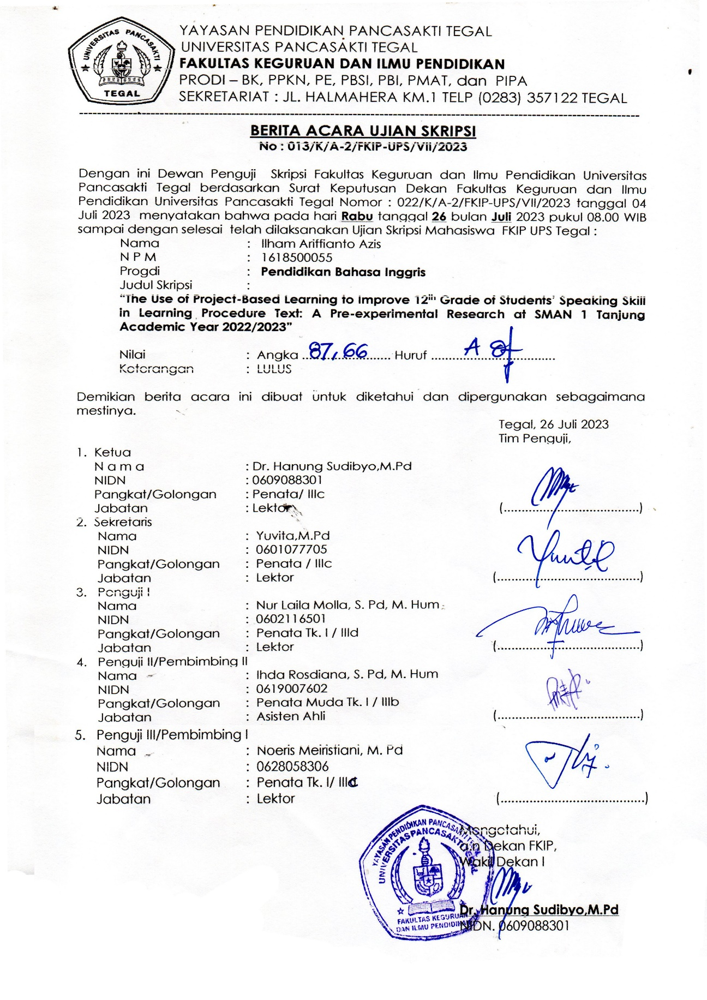 UNIVERSITAS PANCASAKTI
TEGAL
YAYASAN PENDIDIKAN PANCASAKTI TEGAL
UNIVERSITAS PANCASAKTI TEGAL
FAKULTAS KEGURUAN DAN ILMU PENDIDIKAN
PRODI – BK, PPKN, PE, PBSI, PBI, PMAT, dan PIPA
SEKRETARIAT : JL. HALMAHERA KM.1 TELP (0283) 357122 TEGAL
BERITA ACARA UJIAN SKRIPSI
No : 013/K/A-2/FKIP-UPS/VII/2023
Dengan ini Dewan Penguji Skripsi Fakultas Keguruan dan Ilmu Pendidikan Universitas
Pancasakti Tegal berdasarkan Surat Keputusan Dekan Fakultas Keguruan dan Ilmu
Pendidikan Universitas Pancasakti Tegal Nomor : 022/K/A-2/FKIP-UPS/VII/2023 tanggal 04
Juli 2023 menyatakan bahwa pada hari Rabu tanggal 26 bulan Juli 2023 pukul 08.00 WIB
sampai dengan selesai telah dilaksanakan Ujian Skripsi Mahasiswa FKIP UPS Tegal :
Nama : Ilham Ariffianto Azis
N P M : 1618500055
Progdi : Pendidikan Bahasa Inggris
Judul Skripsi :
“The Use of Project-Based Learning to Improve 12th Grade of Students’ Speaking Skill
in Learning Procedure Text: A Pre-experimental Research at SMAN 1 Tanjung
Academic Year 2022/2023”
Nilai : Angka 87,66 Huruf A
Keterangan : LULUS
Demikian berita acara ini dibuat untuk diketahui dan dipergunakan sebagaimana
mestinya.
Tegal, 26 Juli 2023
Tim Penguji,
1. Ketua
N a m a : Dr. Hanung Sudibyo,M.Pd
NIDN : 0609088301
Pangkat/Golongan : Penata/ IIIc
Jabatan : Lektor (......................................)
2. Sekretaris
Nama : Yuvita,M.Pd
NIDN : 0601077705
Pangkat/Golongan : Penata / IIIc
Jabatan : Lektor (......................................)
3. Penguji I
Nama : Nur Laila Molla, S. Pd, M. Hum
NIDN : 0602116501
Pangkat/Golongan : Penata Tk. I / IIId
Jabatan : Lektor (......................................)
4. Penguji II/Pembimbing II
Nama : Ihda Rosdiana, S. Pd, M. Hum
NIDN : 0619007602
Pangkat/Golongan : Penata Muda Tk. I / IIIb
Jabatan : Asisten Ahli (......................................)
5. Penguji III/Pembimbing I
Nama : Noeris Meiristiani, M. Pd
NIDN : 0628058306
Pangkat/Golongan : Penata Tk. I/ IIId
Jabatan : Lektor (......................................)
Mengetahui,
a.n Dekan FKIP,
Wakil Dekan I
YAYASAN PENDIDIKAN PANCASAKTI TEGAL
UNIVERSITAS PANCASAKTI TEGAL
FAKULTAS KEGURUAN
DAN ILMU PENDIDIKAN
Dr. Hanung Sudibyo,M.Pd
NIDN. 0609088301